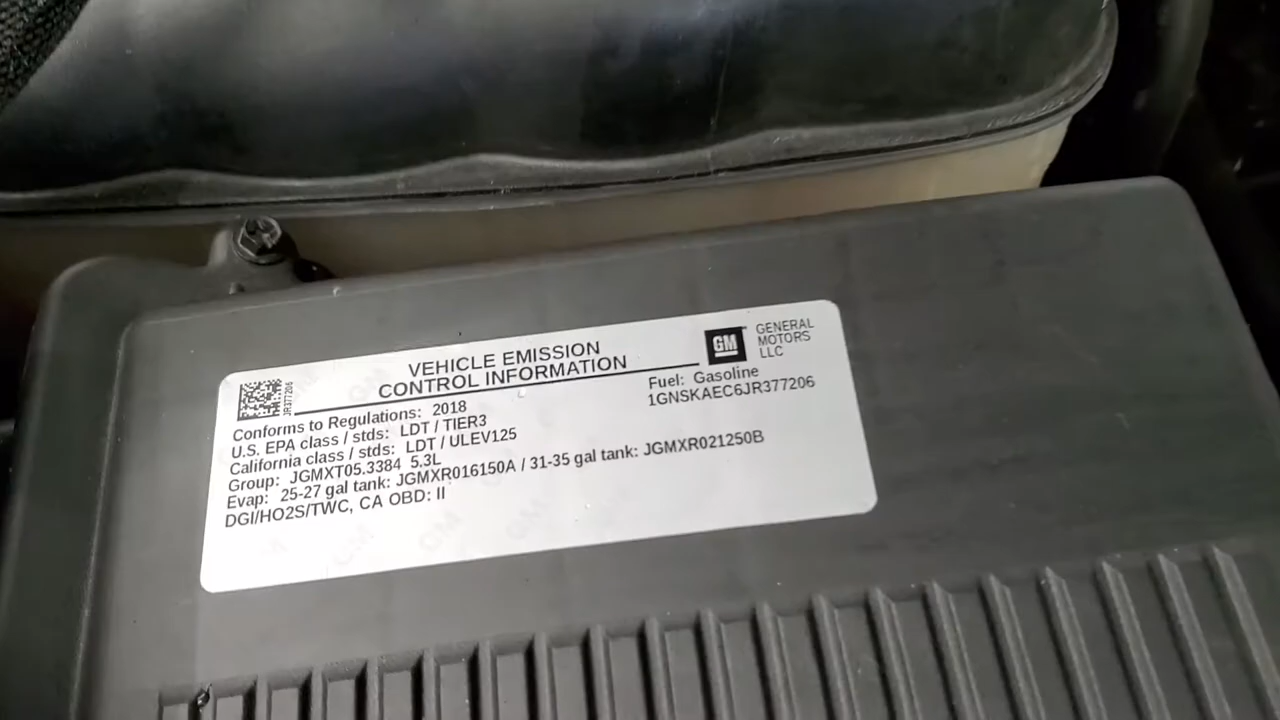 VEHICLE EMISSION
CONTROL INFORMATION
GM
GENERAL
MOTORS
LLC
JR377206
Conforms to Regulations: 2018
Fuel: Gasoline
U.S. EPA class / stds: LDT / TIER3
1GNSKAEC6JR377206
California class / stds: LDT / ULEV125
Group: JGMXT05.3384 5.3L
Evap: 25-27 gal tank: JGMXR016150A / 31-35 gal tank: JGMXR021250B
DGI/HO2S/TWC, CA OBD: II